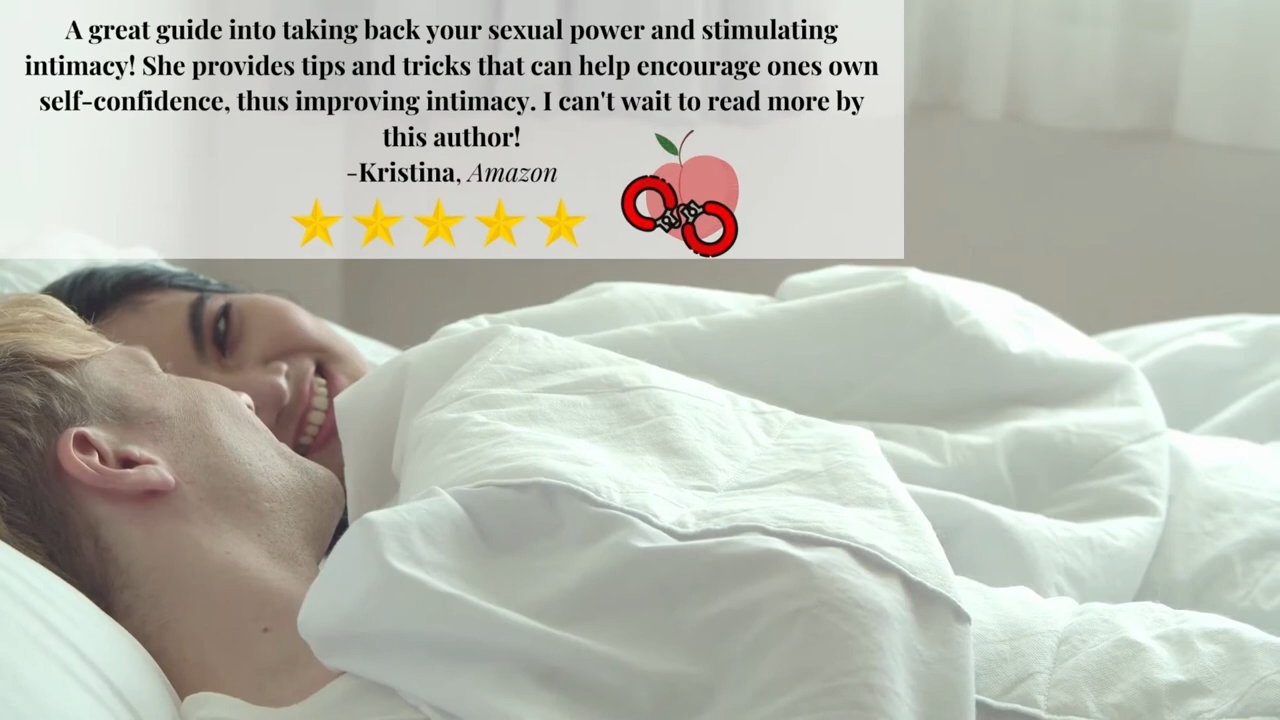 A great guide into taking back your sexual power and stimulating
intimacy! She provides tips and tricks that can help encourage ones own
self-confidence, thus improving intimacy. I can't wait to read more by
this author!
-Kristina, Amazon